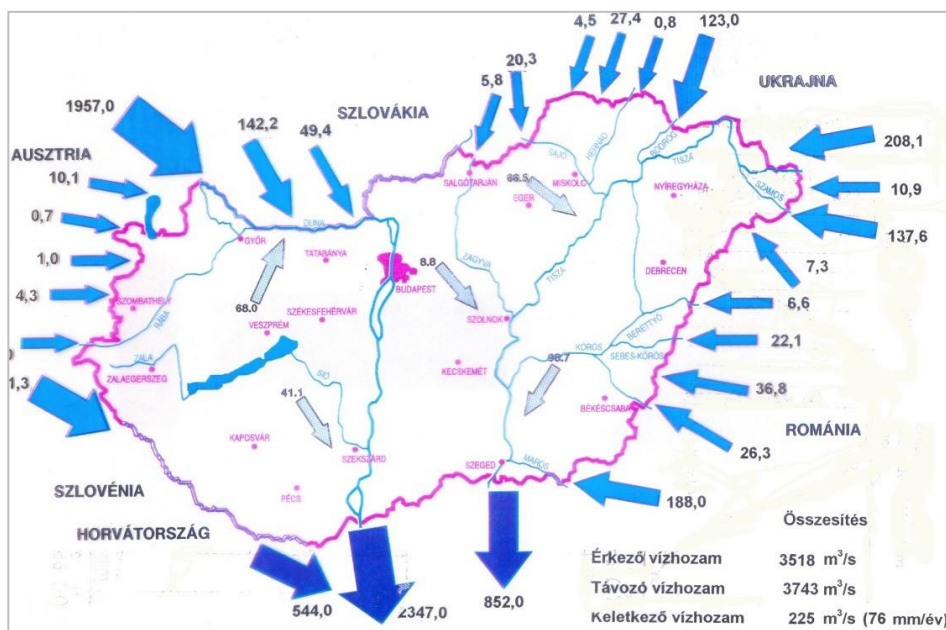 4,5
27,4
0,8
123,0
20,3
5,8
1957,0
142,2
49,4
SZLOVÁKIA
UKRAJNA
AUSZTRIA
10,1
0,7
1,0
4,3
208,1
10,9
137,6
7,3
6,6
22,1
36,8
26,3
ROMÁNIA
188,0
SAJÓ
HERNÁD
BODROG
TISZA
SZAMOS
SALGÓTARJÁN
MISKOLC
EGER
NYÍREGYHÁZA
DUNA
GYŐR
TATABÁNYA
BUDAPEST
8.8
ZAGYVA
TISZA
DEBRECEN
SZOMBATHELY
RÁBA
68.0
VESZPRÉM
SZÉKESFEHÉRVÁR
SZOLNOK
BERETTYÓ
KÖRÖS
SEBES-KÖRÖS
ZALA
ZALAEGERSZEG
1,3
SIÓ
KECSKEMÉT
41.1
BÉKÉSCSABA
KAPOSVÁR
SZEKSZÁRD
SZEGED
MAROS
PÉCS
SZLOVÉNIA
HORVÁTORSZÁG
544,0
2347,0
852,0
Összesítés
Érkező vízhozam 3518 m³/s
Távozó vízhozam 3743 m³/s
Keletkező vízhozam 225 m³/s (76 mm/év)